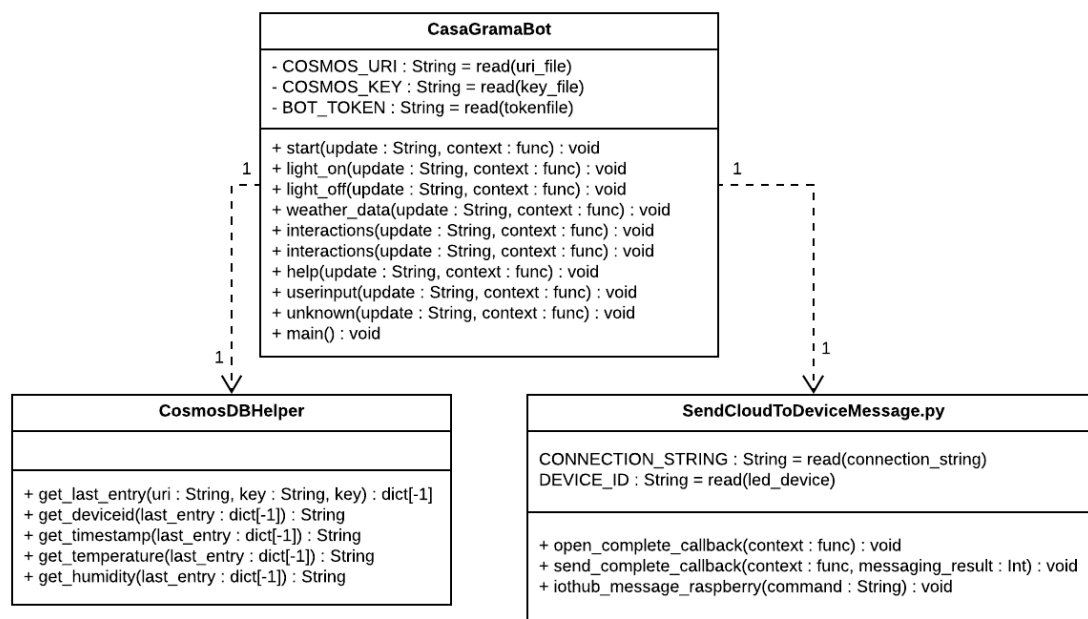 CasaGramaBot
- COSMOS_URI : String = read(uri_file)
- COSMOS_KEY : String = read(key_file)
- BOT_TOKEN : String = read(tokenfile)
+ start(update : String, context : func) : void
+ light_on(update : String, context : func) : void
+ light_off(update : String, context : func) : void
+ weather_data(update : String, context : func) : void
+ interactions(update : String, context : func) : void
+ interactions(update : String, context : func) : void
+ help(update : String, context : func) : void
+ userinput(update : String, context : func) : void
+ unknown(update : String, context : func) : void
+ main() : void
1
1
1
1
CosmosDBHelper
+ get_last_entry(uri : String, key : String, key) : dict[-1]
+ get_deviceid(last_entry : dict[-1]) : String
+ get_timestamp(last_entry : dict[-1]) : String
+ get_temperature(last_entry : dict[-1]) : String
+ get_humidity(last_entry : dict[-1]) : String
SendCloudToDeviceMessage.py
CONNECTION_STRING : String = read(connection_string)
DEVICE_ID : String = read(led_device)
+ open_complete_callback(context : func) : void
+ send_complete_callback(context : func, messaging_result : Int) : void
+ iothub_message_raspberry(command : String) : void